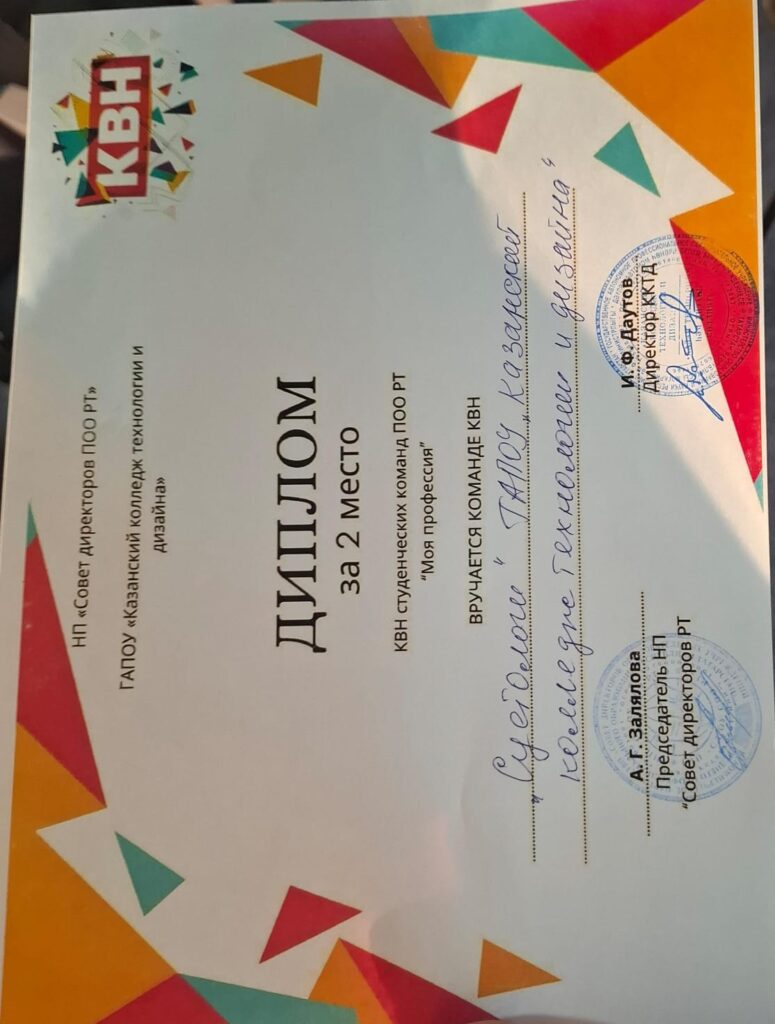 КВН
НП «Совет директоров ПОО РТ»
ГАПОУ «Казанский колледж технологии и
дизайна»
ДИПЛОМ
за 2 место
КВН студенческих команд ПОО РТ
“Моя профессия”
ВРУЧАЕТСЯ КОМАНДЕ КВН
„Суетологи“ ГАПОУ „Казанский
колледж технологии и дизайна“
А. Г. Залялова
Председатель НП
“Совет директоров РТ
И. Ф. Даутов
Директор ККТД